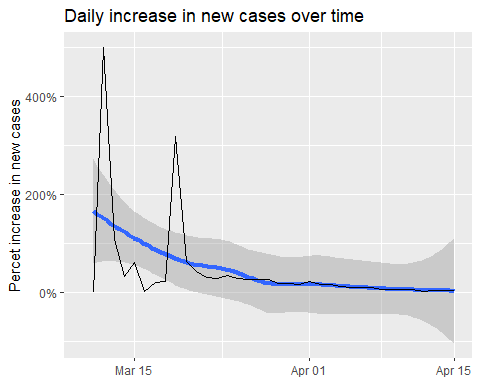 Daily increase in new cases over time
Percet increase in new cases
400%
200%
0%
Mar 15
Apr 01
Apr 15